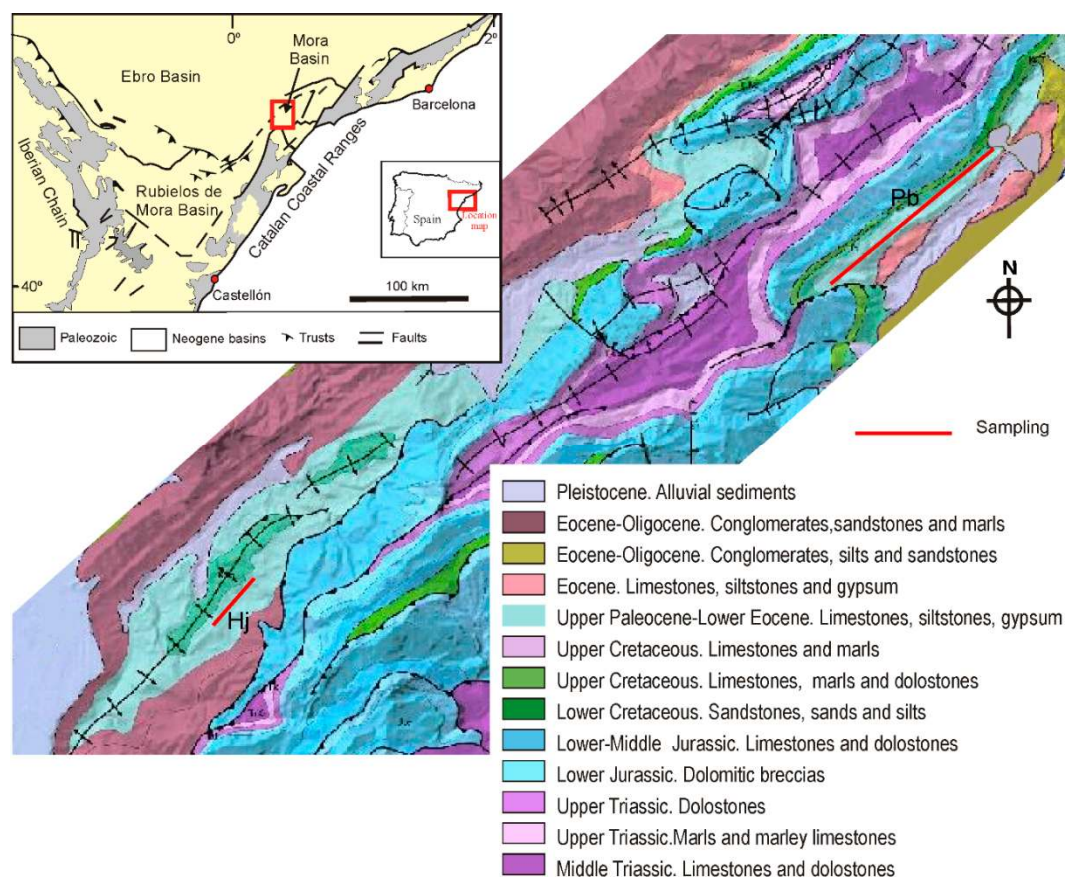 0º
2º
Mora
Basin
Ebro Basin
Barcelona
Iberian Chain
Rubielos de
Mora Basin
Catalan Coastal Ranges
Spain
Location
map
40º
Castellón
100 km
Paleozoic
Neogene basins
Trusts
Faults
Pb
N
Hj
Sampling
Pleistocene. Alluvial sediments
Eocene-Oligocene. Conglomerates,sandstones and marls
Eocene-Oligocene. Conglomerates, silts and sandstones
Eocene. Limestones, siltstones and gypsum
Upper Paleocene-Lower Eocene. Limestones, siltstones, gypsum
Upper Cretaceous. Limestones and marls
Upper Cretaceous. Limestones, marls and dolostones
Lower Cretaceous. Sandstones, sands and silts
Lower-Middle Jurassic. Limestones and dolostones
Lower Jurassic. Dolomitic breccias
Upper Triassic. Dolostones
Upper Triassic.Marls and marley limestones
Middle Triassic. Limestones and dolostones